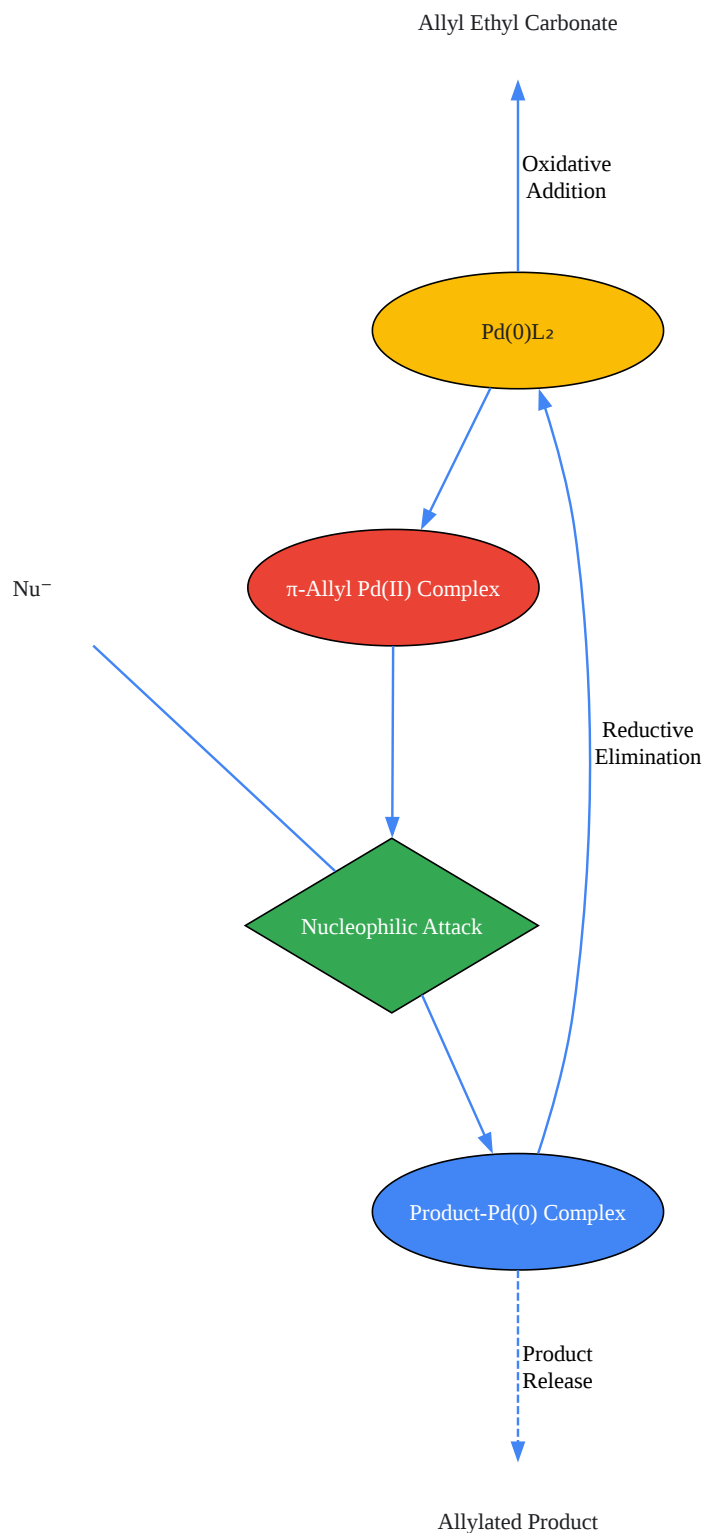 Allyl Ethyl Carbonate
Oxidative
Addition
Pd(0)L₂
π-Allyl Pd(II) Complex
Nu⁻
Reductive
Elimination
Nucleophilic Attack
Product-Pd(0) Complex
Product
Release
Allylated Product